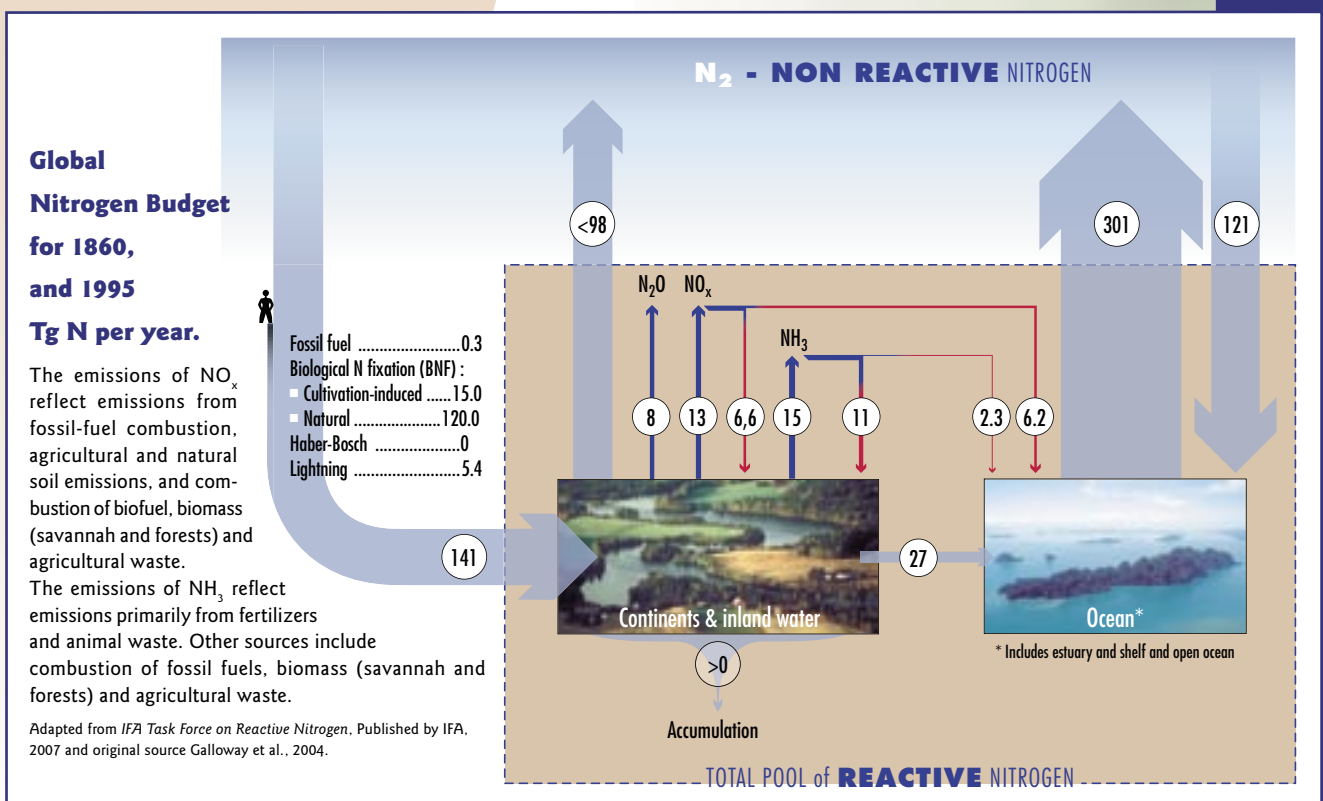 N₂ - NON REACTIVE NITROGEN
Global
Nitrogen Budget
for 1860,
and 1995
Tg N per year.
The emissions of NOₓ
reflect emissions from
fossil-fuel combustion,
agricultural and natural
soil emissions, and com-
bustion of biofuel, biomass
(savannah and forests) and
agricultural waste.
The emissions of NH₃ reflect
emissions primarily from fertilizers
and animal waste. Other sources include
combustion of fossil fuels, biomass (savannah and
forests) and agricultural waste.
Adapted from IFA Task Force on Reactive Nitrogen, Published by IFA,
2007 and original source Galloway et al., 2004.
Fossil fuel ........................0.3
Biological N fixation (BNF) :
Cultivation-induced ......15.0
Natural ......................120.0
Haber-Bosch .....................0
Lightning ..........................5.4
<98
301
121
N₂O
NOₓ
NH₃
8
13
6,6
15
11
2.3
6.2
141
27
Continents & inland water
Ocean*
* Includes estuary and shelf and open ocean
>0
Accumulation
TOTAL POOL of REACTIVE NITROGEN